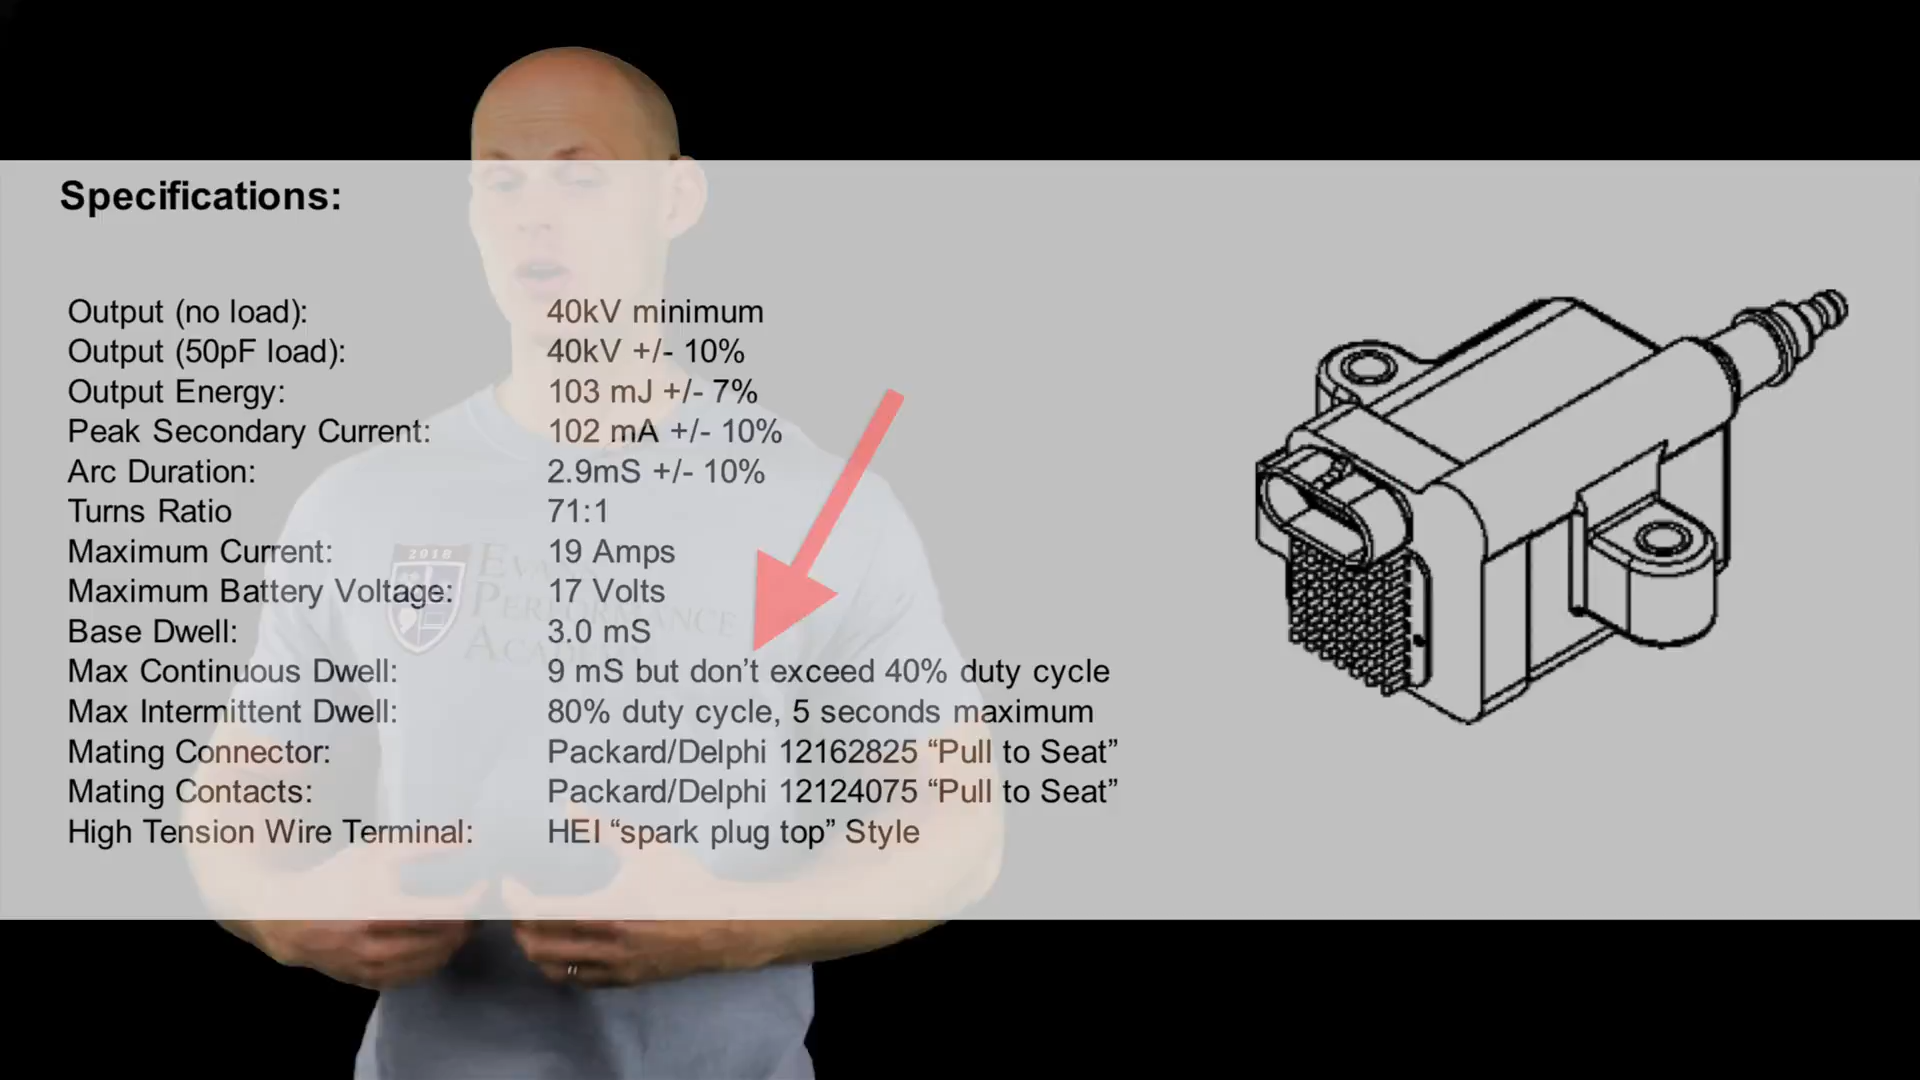 Specifications:
Output (no load): 40kV minimum
Output (50pF load): 40kV +/- 10%
Output Energy: 103 mJ +/- 7%
Peak Secondary Current: 102 mA +/- 10%
Arc Duration: 2.9mS +/- 10%
Turns Ratio 71:1
Maximum Current: 19 Amps
Maximum Battery Voltage: 17 Volts
Base Dwell: 3.0 mS
Max Continuous Dwell: 9 mS but don’t exceed 40% duty cycle
Max Intermittent Dwell: 80% duty cycle, 5 seconds maximum
Mating Connector: Packard/Delphi 12162825 “Pull to Seat”
Mating Contacts: Packard/Delphi 12124075 “Pull to Seat”
High Tension Wire Terminal: HEI “spark plug top” Style
2018
Performance